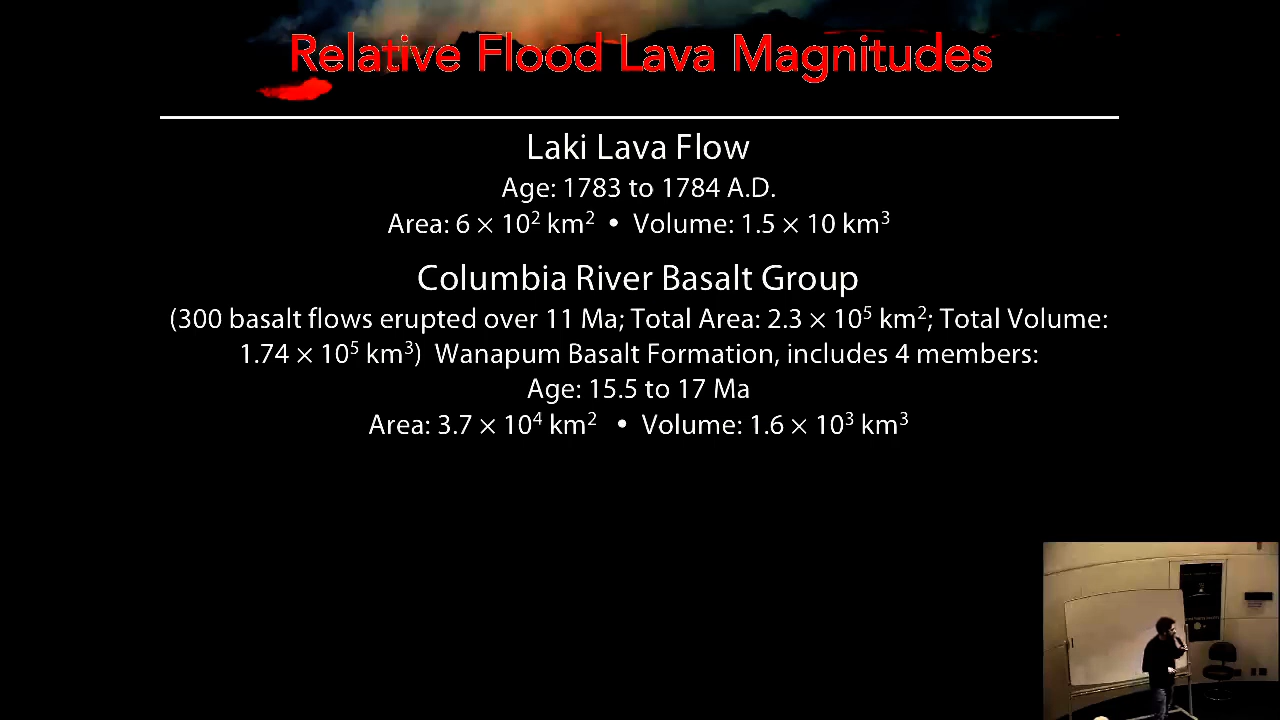 Relative Flood Lava Magnitudes
Laki Lava Flow
Age: 1783 to 1784 A.D.
Area: 6 × 10² km² • Volume: 1.5 × 10 km³
Columbia River Basalt Group
(300 basalt flows erupted over 11 Ma; Total Area: 2.3 × 10⁵ km²; Total Volume:
1.74 × 10⁵ km³) Wanapum Basalt Formation, includes 4 members:
Age: 15.5 to 17 Ma
Area: 3.7 × 10⁴ km² • Volume: 1.6 × 10³ km³